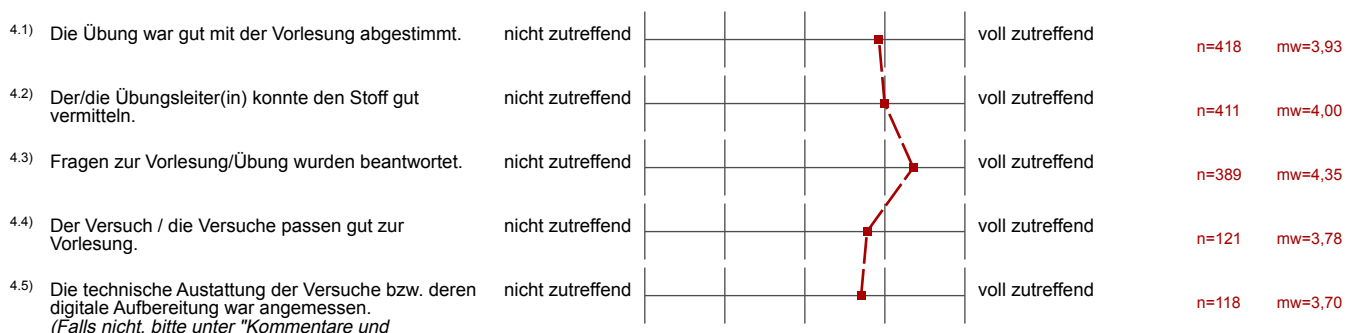 4.1) Die Übung war gut mit der Vorlesung abgestimmt. nicht zutreffend voll zutreffend n=418 mw=3,93
4.2) Der/die Übungsleiter(in) konnte den Stoff gut nicht zutreffend voll zutreffend n=411 mw=4,00
vermitteln.
4.3) Fragen zur Vorlesung/Übung wurden beantwortet. nicht zutreffend voll zutreffend n=389 mw=4,35
4.4) Der Versuch / die Versuche passen gut zur nicht zutreffend voll zutreffend n=121 mw=3,78
Vorlesung.
4.5) Die technische Austattung der Versuche bzw. deren nicht zutreffend voll zutreffend n=118 mw=3,70
digitale Aufbereitung war angemessen.
(Falls nicht, bitte unter "Kommentare und